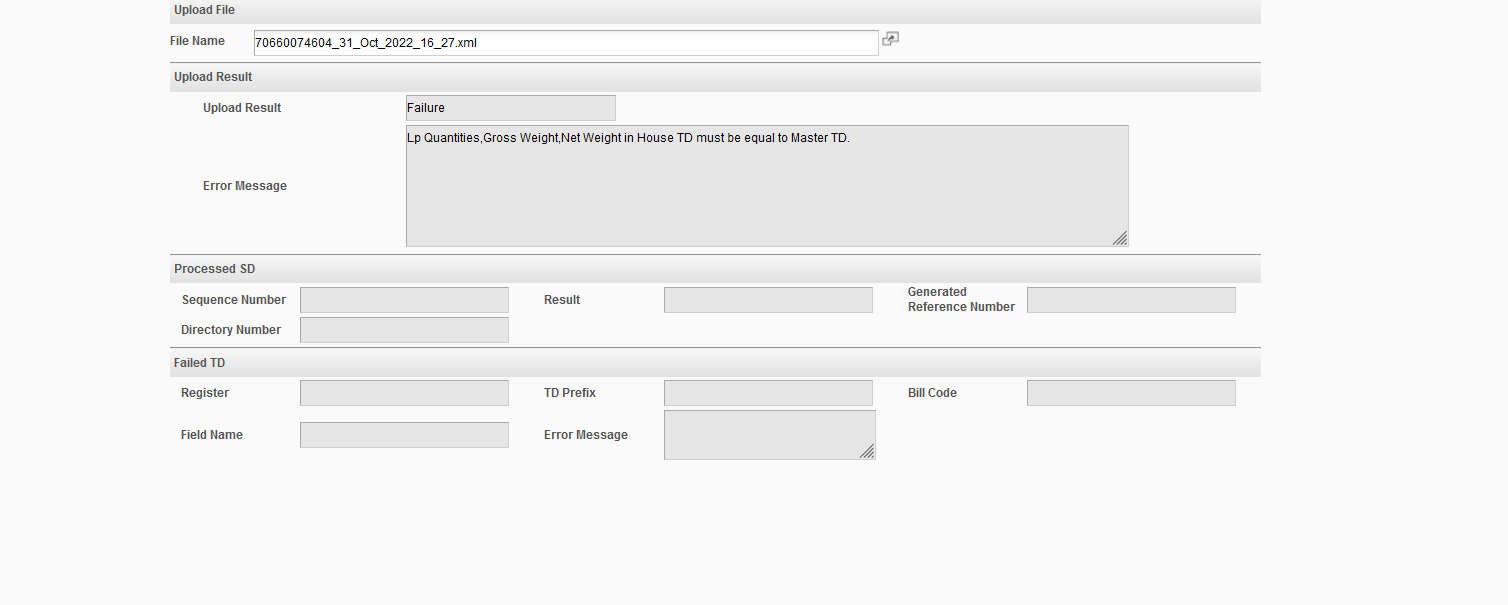 Upload File
File Name 70660074604_31_Oct_2022_16_27.xml
Upload Result
Upload Result Failure
Lp Quantities,Gross Weight,Net Weight in House TD must be equal to Master TD.
Error Message
Processed SD
Sequence Number Result Generated Reference Number
Directory Number
Failed TD
Register TD Prefix Bill Code
Field Name Error Message